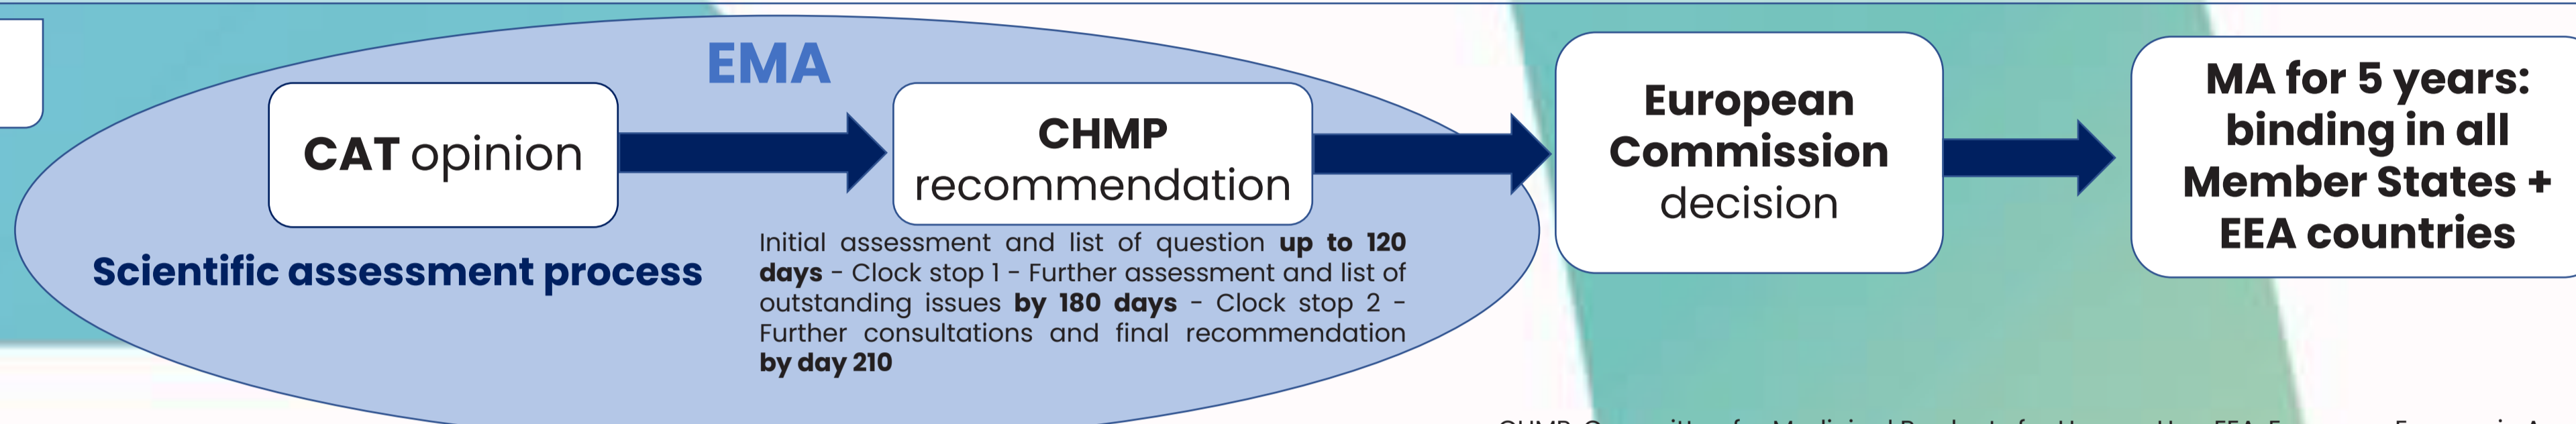 EMA
CAT opinion
CHMP
recommendation
European
Commission
decision
MA for 5 years:
binding in all
Member States +
EEA countries
Scientific assessment process
Initial assessment and list of question up to 120
days - Clock stop 1 - Further assessment and list of
outstanding issues by 180 days - Clock stop 2 -
Further consultations and final recommendation
by day 210